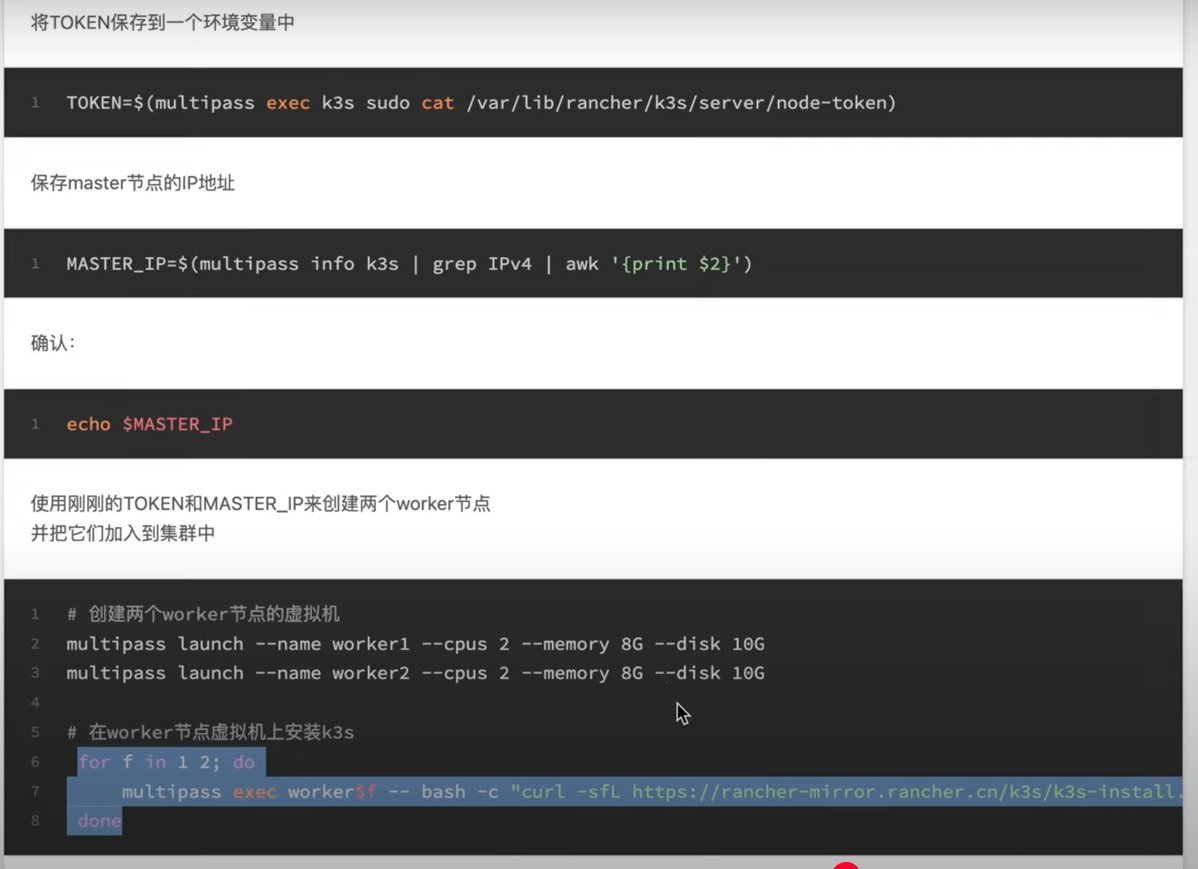 将TOKEN保存到一个环境变量中
1 TOKEN=$(multipass exec k3s sudo cat /var/lib/rancher/k3s/server/node-token)
保存master节点的IP地址
1 MASTER_IP=$(multipass info k3s | grep IPv4 | awk '{print $2}')
确认：
1 echo $MASTER_IP
使用刚刚的TOKEN和MASTER_IP来创建两个worker节点
并把它们加入到集群中
1 # 创建两个worker节点的虚拟机
2 multipass launch --name worker1 --cpus 2 --memory 8G --disk 10G
3 multipass launch --name worker2 --cpus 2 --memory 8G --disk 10G
4
5 # 在worker节点虚拟机上安装k3s
6 for f in 1 2; do
7 multipass exec worker$f -- bash -c "curl -sfL https://rancher-mirror.rancher.cn/k3s/k3s-install.
8 done